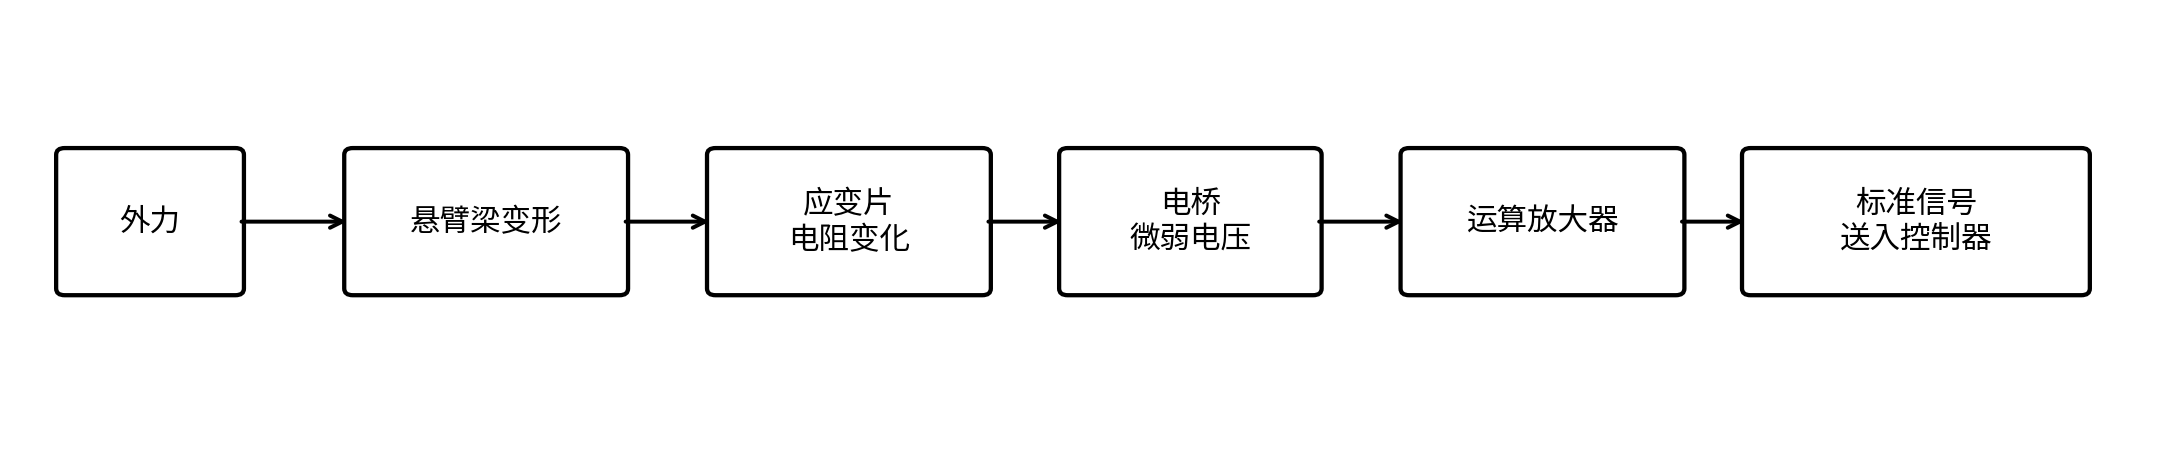 外力
悬臂梁变形
应变片
电阻变化
电桥
微弱电压
运算放大器
标准信号
送入控制器